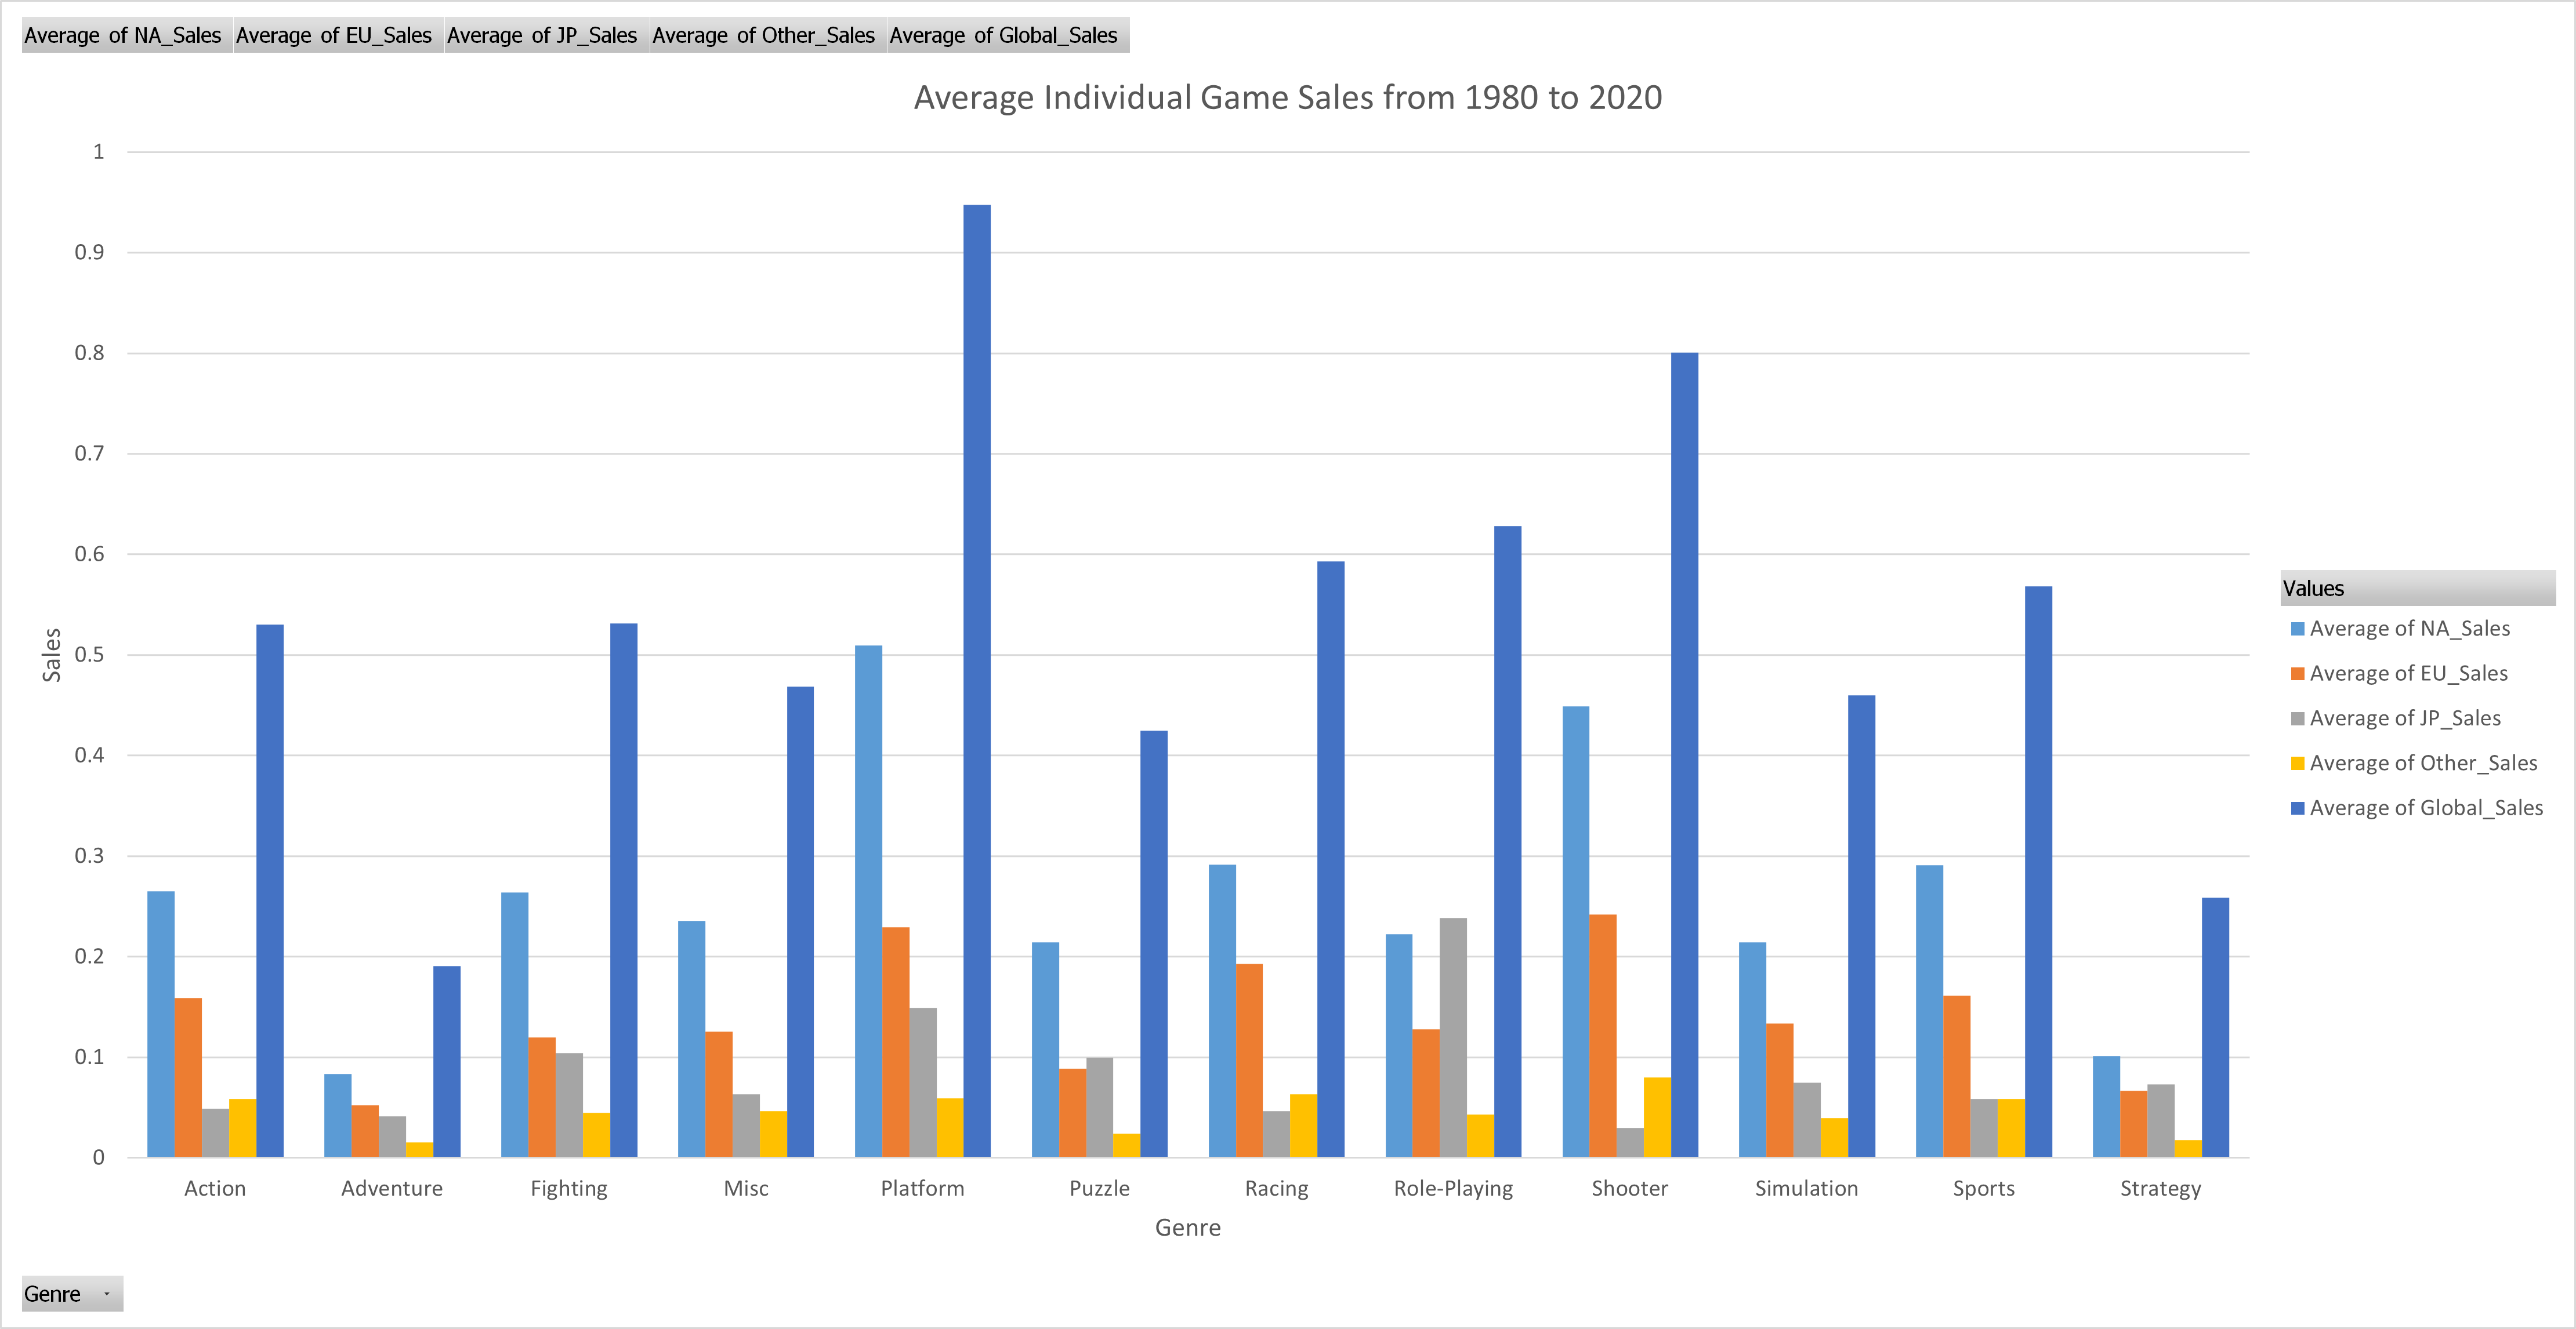 Average of NA_Sales Average of EU_Sales Average of JP_Sales Average of Other_Sales Average of Global_Sales
Average Individual Game Sales from 1980 to 2020
1
0.9
0.8
0.7
0.6
0.5
0.4
0.3
0.2
0.1
0
Sales
Action Adventure Fighting Misc Platform Puzzle Racing Role-Playing Shooter Simulation Sports Strategy
Genre
Values
Average of NA_Sales
Average of EU_Sales
Average of JP_Sales
Average of Other_Sales
Average of Global_Sales
Genre